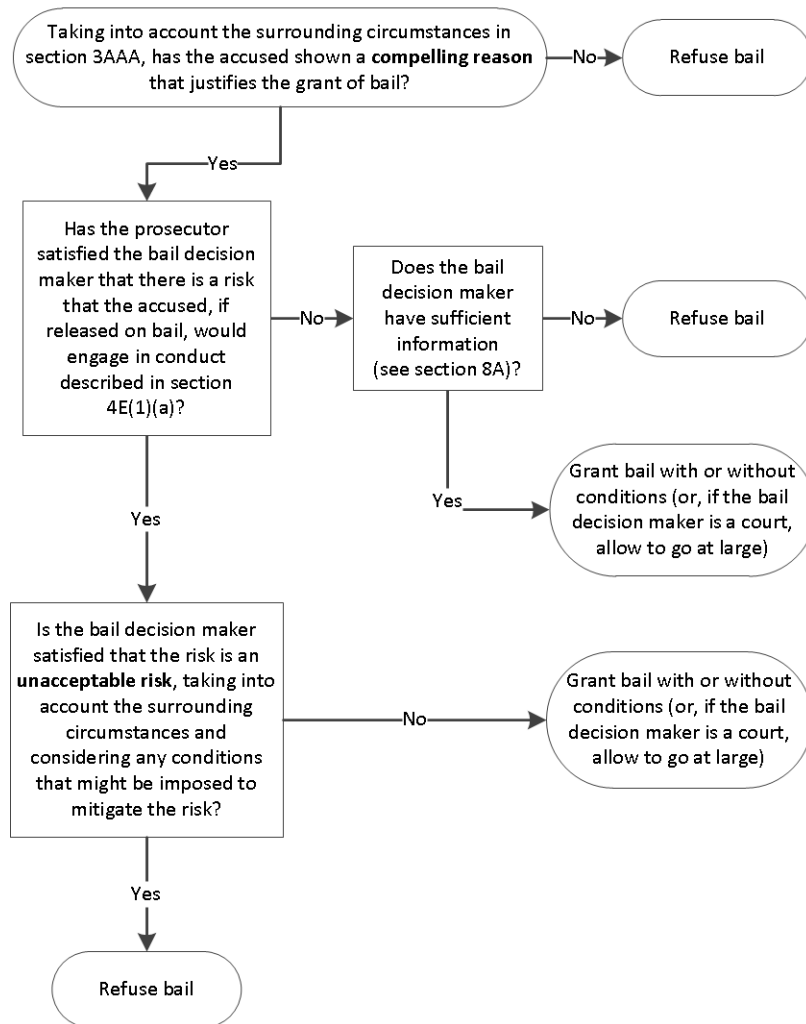 Taking into account the surrounding circumstances in
section 3AAA, has the accused shown a compelling reason
that justifies the grant of bail?
No
Refuse bail
Yes
Has the prosecutor
satisfied the bail decision
maker that there is a risk
that the accused, if
released on bail, would
engage in conduct
described in section
4E(1)(a)?
No
Does the bail
decision maker
have sufficient
information
(see section 8A)?
No
Refuse bail
Yes
Grant bail with or without
conditions (or, if the bail
decision maker is a court,
allow to go at large)
Yes
Is the bail decision maker
satisfied that the risk is an
unacceptable risk, taking into
account the surrounding
circumstances and
considering any conditions
that might be imposed to
mitigate the risk?
No
Grant bail with or without
conditions (or, if the bail
decision maker is a court,
allow to go at large)
Yes
Refuse bail